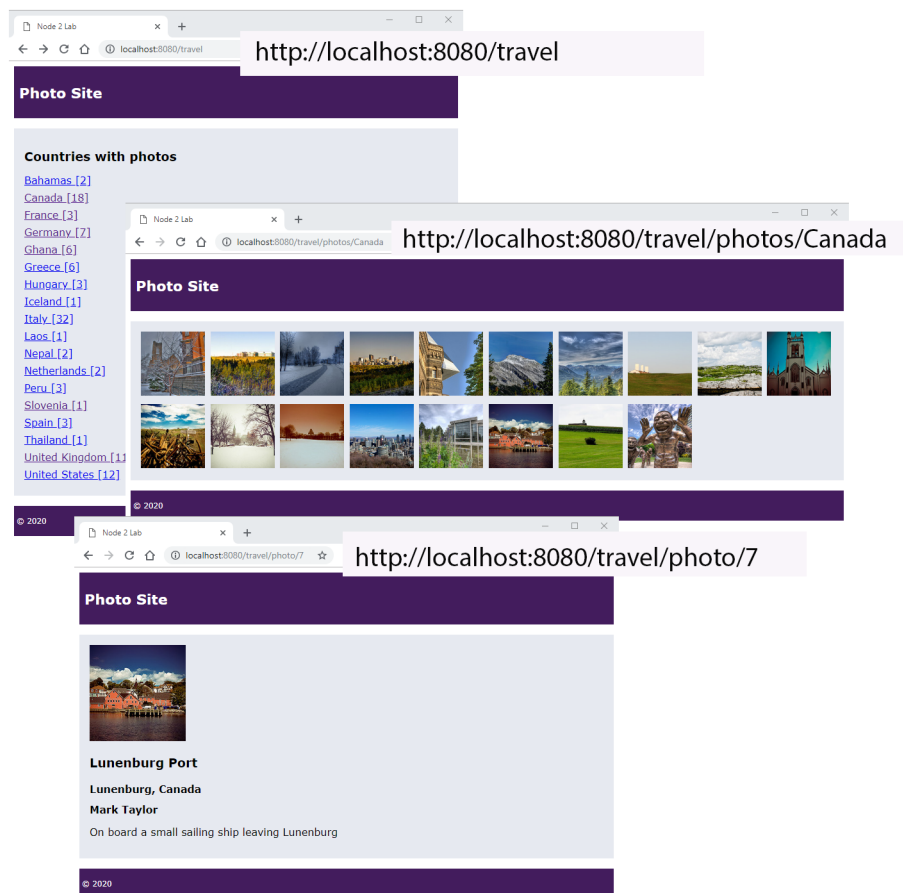 Node 2 Lab
localhost:8080/travel
http://localhost:8080/travel
Photo Site
Countries with photos
Bahamas [2]
Canada [18]
France [3]
Germany [7]
Ghana [6]
Greece [6]
Hungary [3]
Iceland [1]
Italy [32]
Laos [1]
Nepal [2]
Netherlands [2]
Peru [3]
Slovenia [1]
Spain [3]
Thailand [1]
United Kingdom [11
United States [12]
© 2020
Node 2 Lab
localhost:8080/travel/photos/Canada
http://localhost:8080/travel/photos/Canada
Photo Site
© 2020
Node 2 Lab
localhost:8080/travel/photo/7
http://localhost:8080/travel/photo/7
Photo Site
Lunenburg Port
Lunenburg, Canada
Mark Taylor
On board a small sailing ship leaving Lunenburg
© 2020